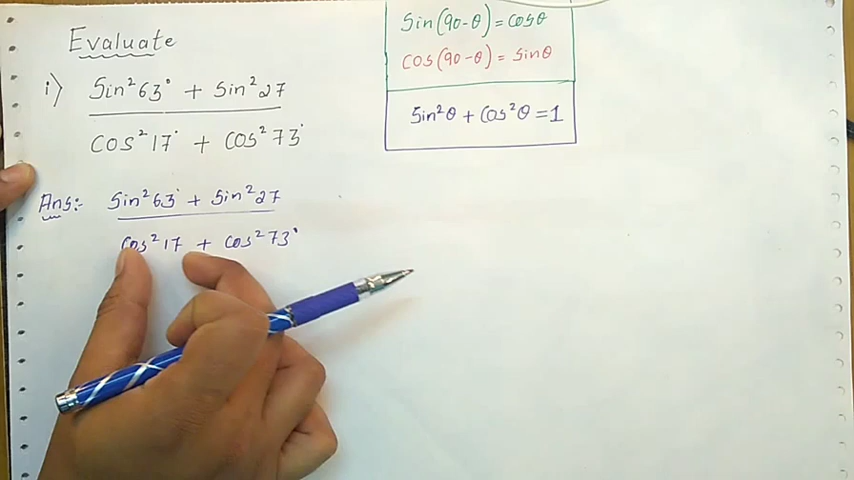 Evaluate
i) Sin²63° + Sin²27
Cos²17° + Cos²73°
Sin(90-θ) = Cosθ
Cos(90-θ) = Sinθ
Sin²θ + Cos²θ = 1
Ans:- Sin²63° + Sin²27
Cos²17 + Cos²73°